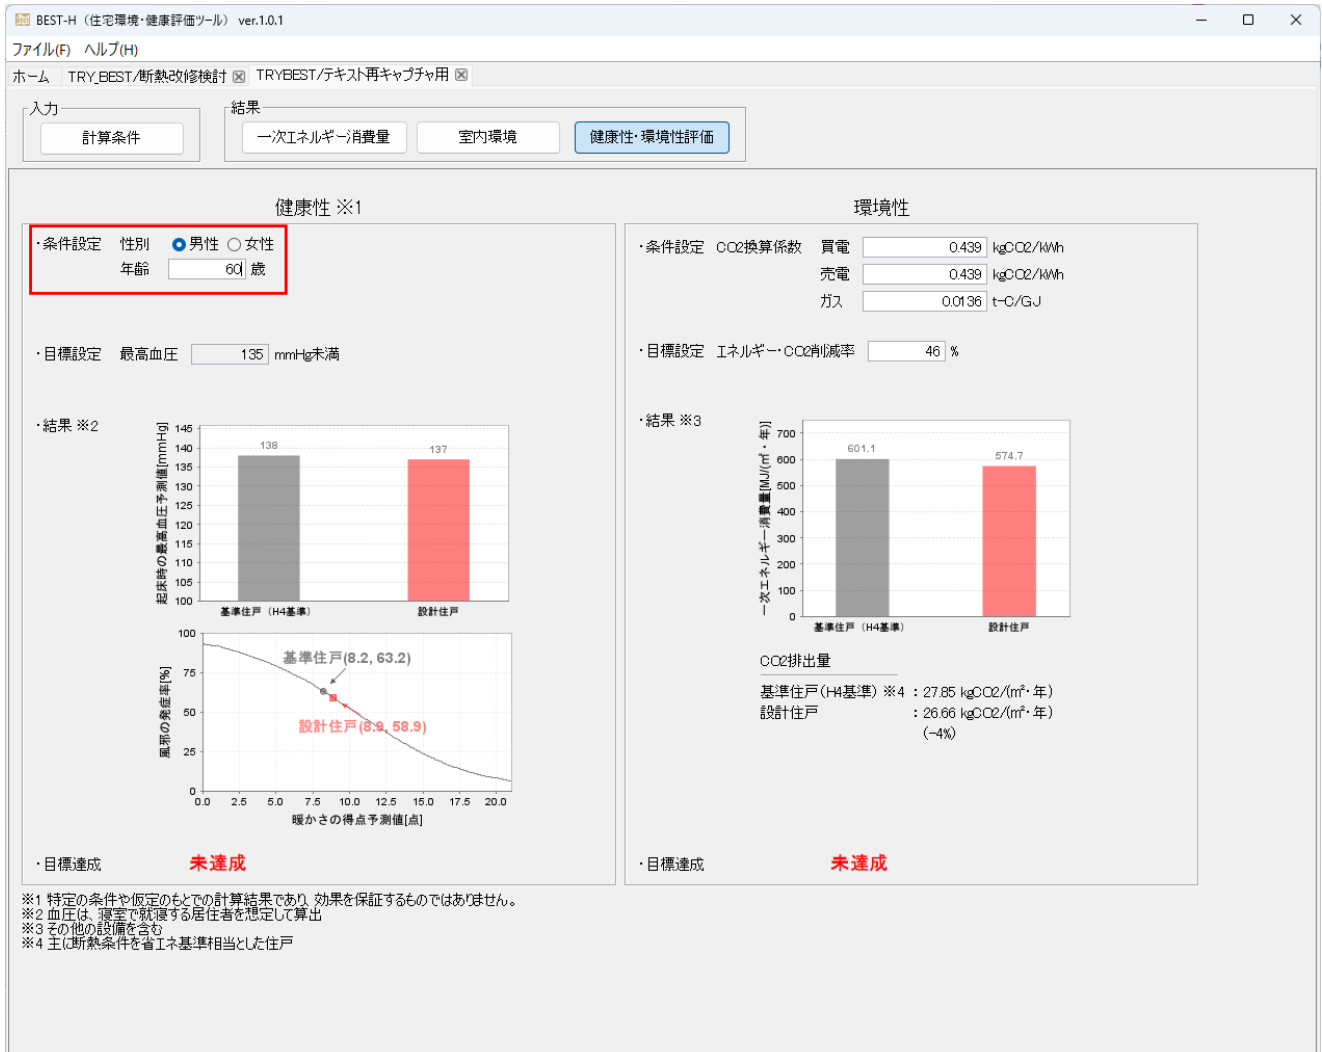 BEST-H（住宅環境・健康評価ツール） ver.1.0.1
ファイル(F) ヘルプ(H)
ホーム TRY_BEST/断熱改修検討 TRYBEST/テキスト再キャプチャ用
入力
計算条件
結果
一次エネルギー消費量 室内環境 健康性・環境性評価
健康性 ※1
・条件設定 性別 男性 女性
年齢 60 歳
・目標設定 最高血圧 135 mmHg未満
・結果 ※2
起床時の最高血圧予測値[mmHg]
145
140
135
130
125
120
115
110
105
100
138
137
基準住戸（H4基準） 設計住戸
風邪の発症率[%]
100
75
50
25
0
基準住戸(8.2, 63.2)
設計住戸(8.9, 58.9)
0.0 2.5 5.0 7.5 10.0 12.5 15.0 17.5 20.0
暖かさの得点予測値[点]
・目標達成 未達成
環境性
・条件設定 CO2換算係数 買電 0.439 kgCO2/kWh
売電 0.439 kgCO2/kWh
ガス 0.0136 t-C/GJ
・目標設定 エネルギー・CO2削減率 46 %
・結果 ※3
一次エネルギー消費量[MJ/(㎡・年)]
700
600
500
400
300
200
100
0
601.1
574.7
基準住戸（H4基準） 設計住戸
CO2排出量
基準住戸(H4基準) ※4 : 27.85 kgCO2/(㎡・年)
設計住戸 : 26.66 kgCO2/(㎡・年)
(-4%)
・目標達成 未達成
※1 特定の条件や仮定のもとでの計算結果であり、効果を保証するものではありません。
※2 血圧は、寝室で就寝する居住者を想定して算出
※3 その他の設備を含む
※4 主に断熱条件を省エネ基準相当とした住戸